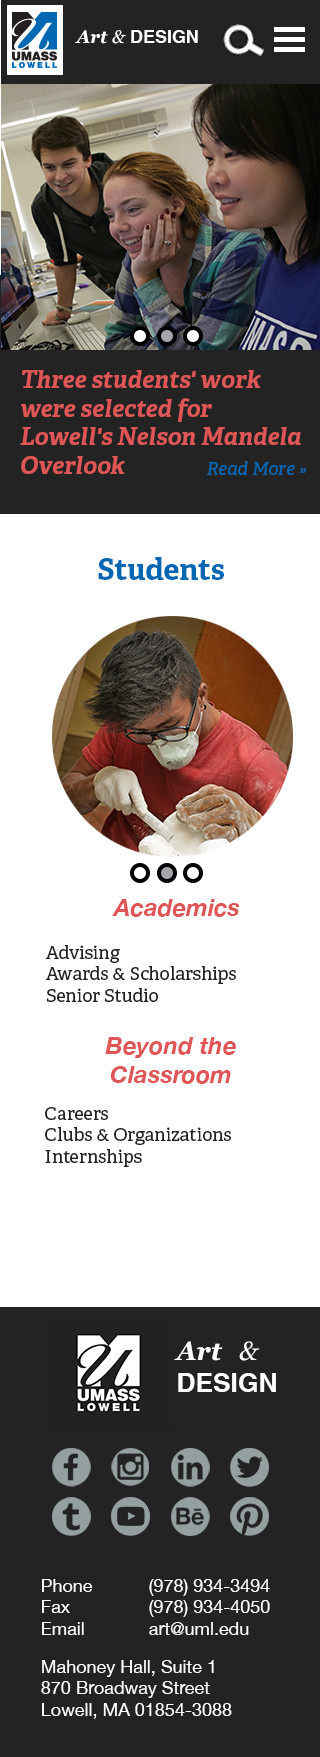 UMASS
LOWELL
Art & DESIGN
UMASS
Three students' work
were selected for
Lowell's Nelson Mandela
Overlook
Read More »
Students
Academics
Advising
Awards & Scholarships
Senior Studio
Beyond the
Classroom
Careers
Clubs & Organizations
Internships
UMASS
LOWELL
Art &
DESIGN
Phone (978) 934-3494
Fax (978) 934-4050
Email art@uml.edu
Mahoney Hall, Suite 1
870 Broadway Street
Lowell, MA 01854-3088